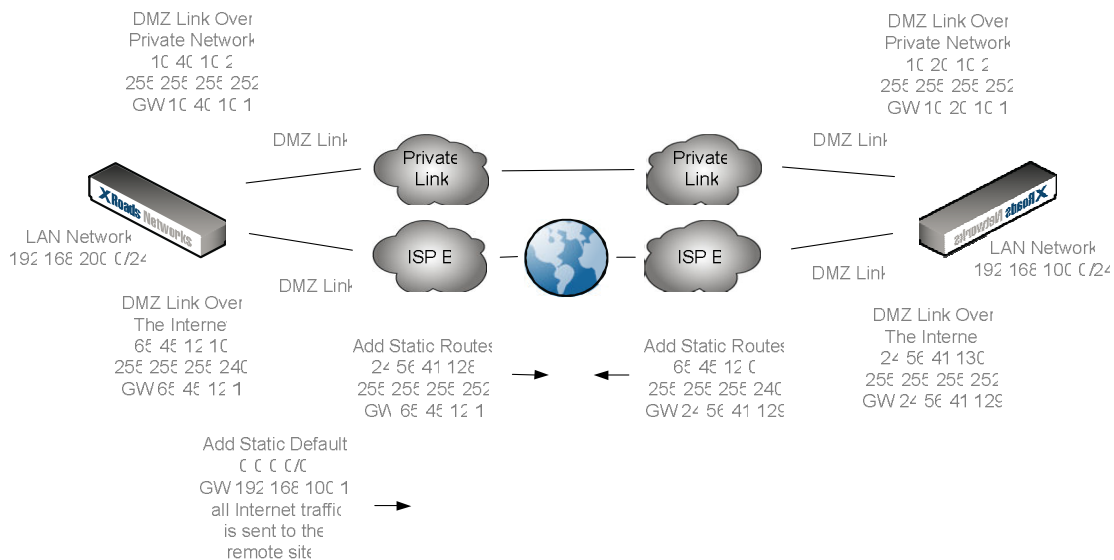 DMZ Link Over
Private Network
10 40 10 2
255 255 255 252
GW 10 40 10 1
DMZ Link Over
Private Network
10 20 10 2
255 255 255 252
GW 10 20 10 1
DMZ Link
Private
Link
Private
Link
DMZ Link
XRoads Networks
XRoads Networks
LAN Network
192 168 200 0/24
ISP
ISP
LAN Network
192 168 100 0/24
DMZ Link
DMZ Link
DMZ Link Over
The Internet
65 45 12 10
255 255 255 240
GW 65 45 12 1
Add Static Routes
24 56 41 128
255 255 255 252
GW 65 45 12 1
Add Static Routes
65 45 12 0
255 255 255 240
GW 24 56 41 129
DMZ Link Over
The Internet
24 56 41 130
255 255 255 252
GW 24 56 41 129
Add Static Default
0 0 0 0/0
GW 192 168 100 1
all Internet traffic
is sent to the
remote site